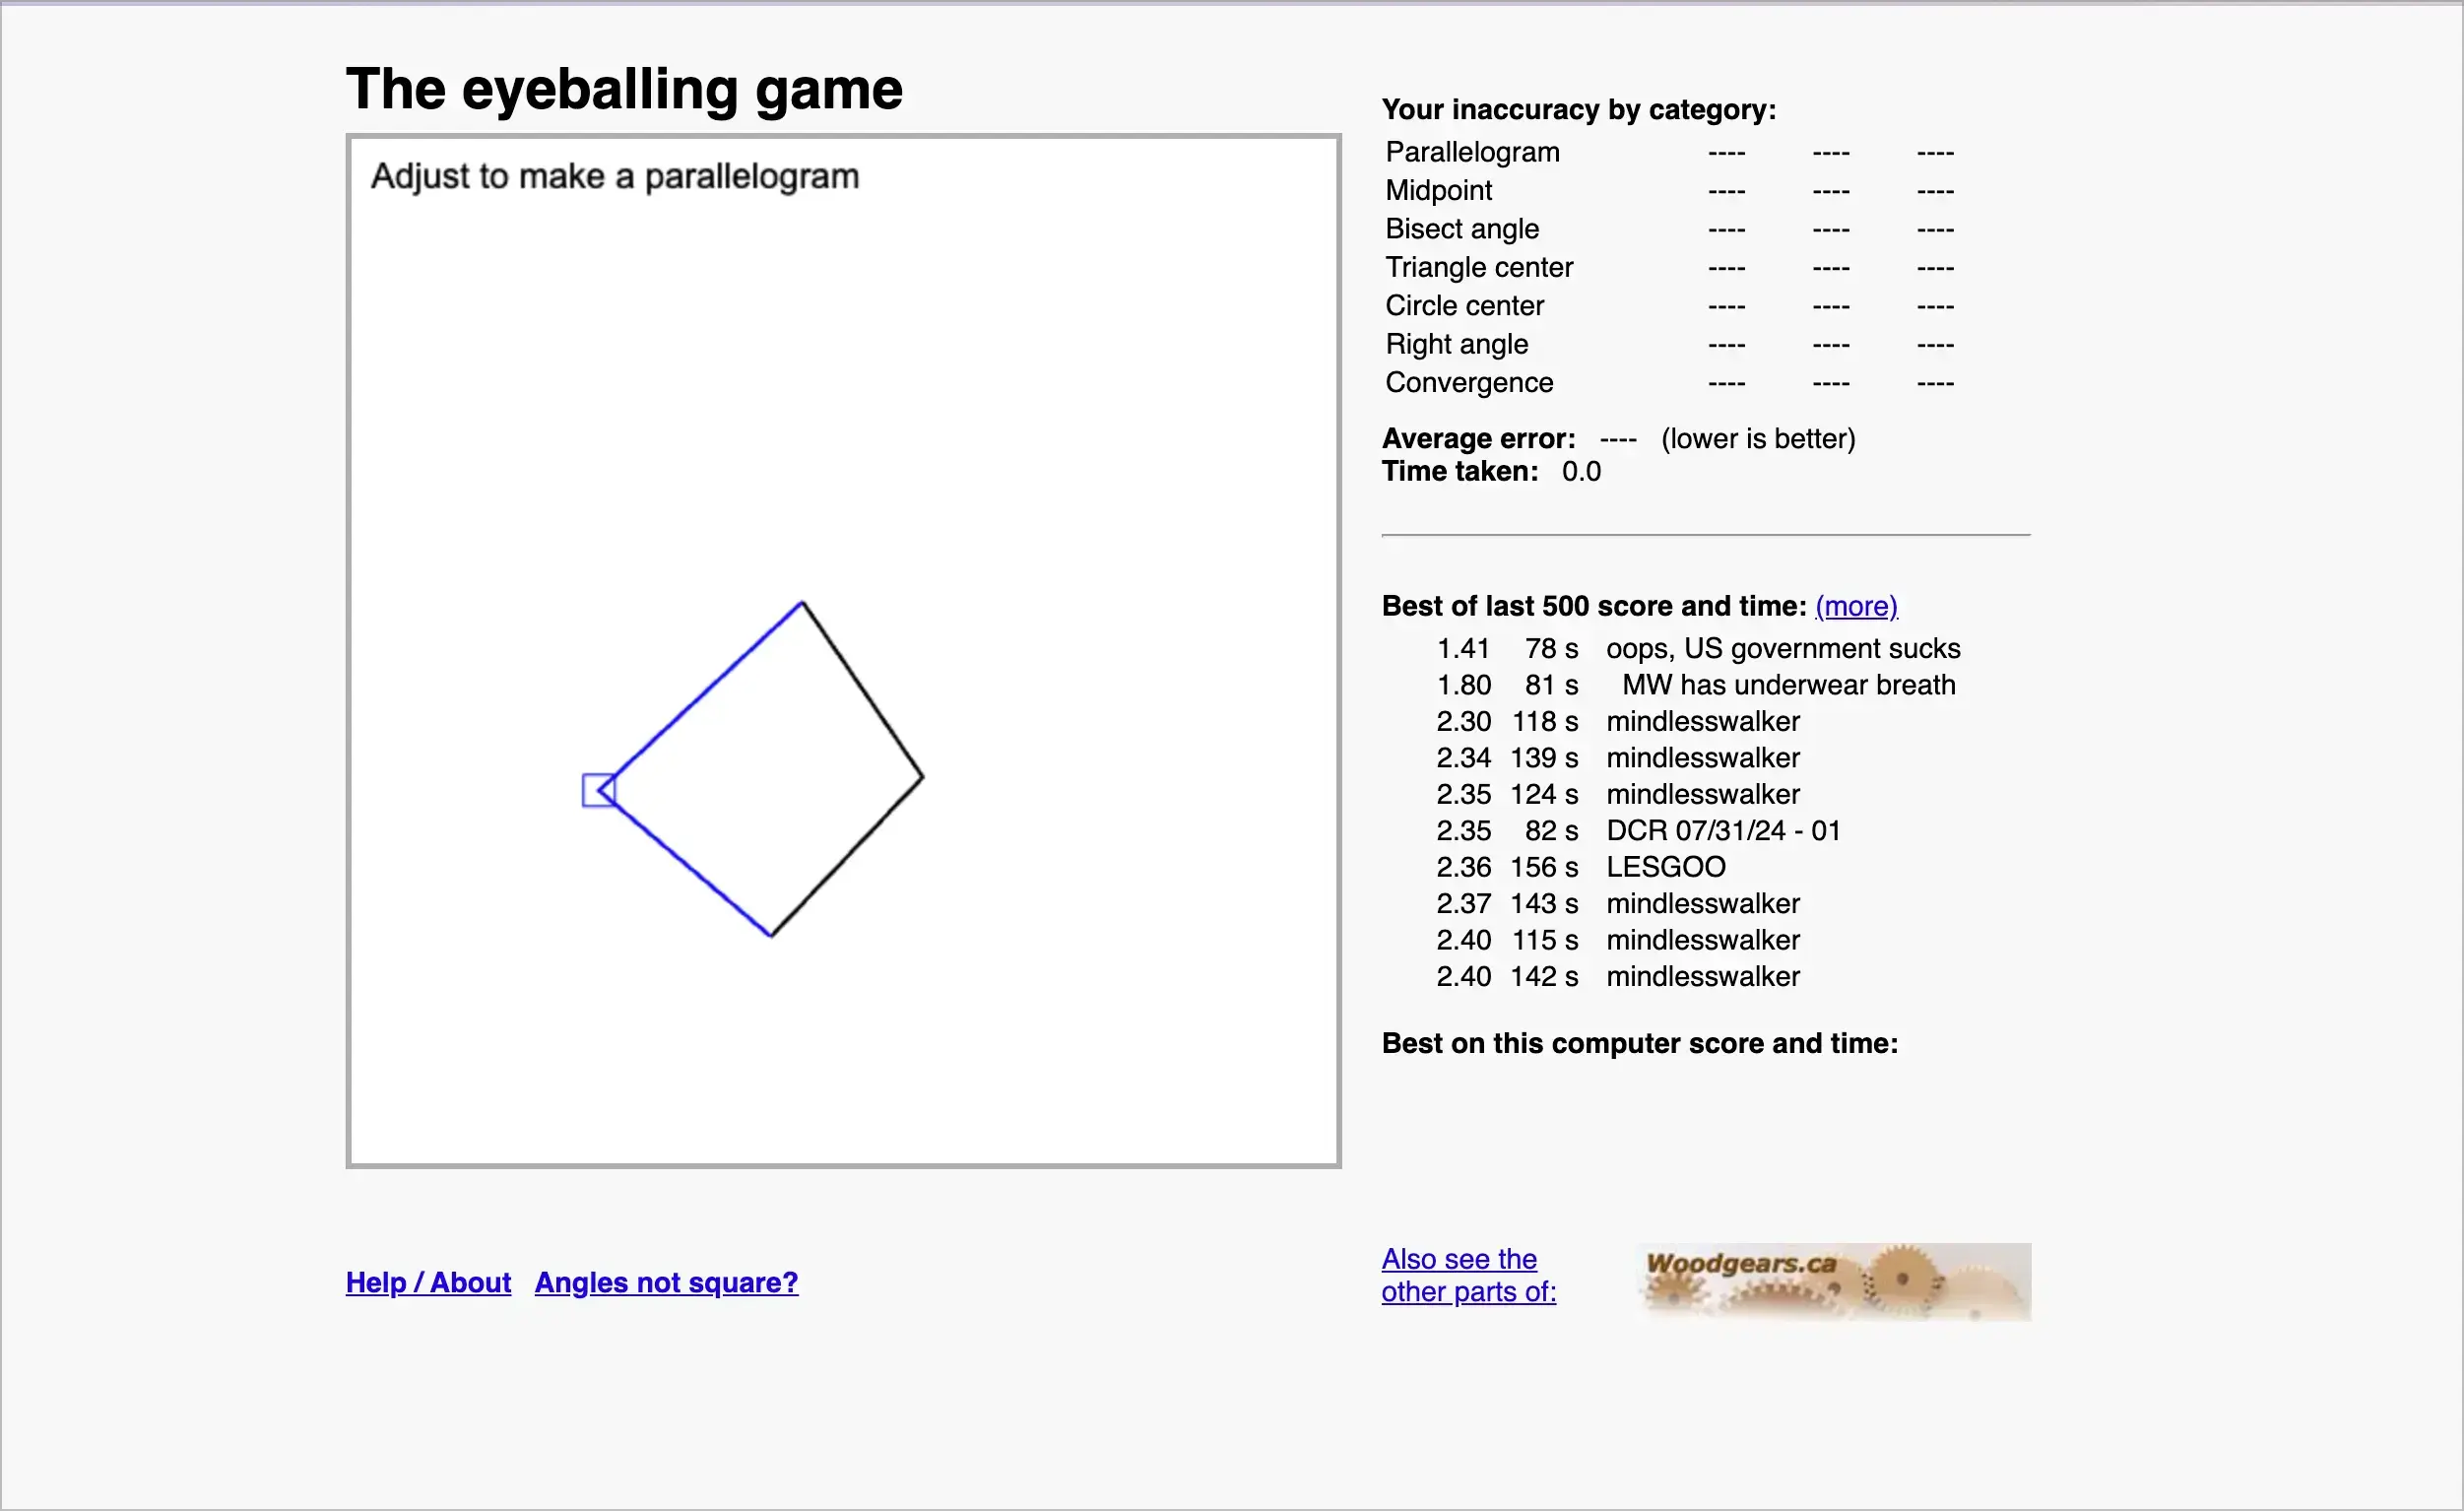 The eyeballing game
Adjust to make a parallelogram
Your inaccuracy by category:
Parallelogram ---- ---- ----
Midpoint ---- ---- ----
Bisect angle ---- ---- ----
Triangle center ---- ---- ----
Circle center ---- ---- ----
Right angle ---- ---- ----
Convergence ---- ---- ----
Average error: ---- (lower is better)
Time taken: 0.0
Best of last 500 score and time: (more)
1.41 78 s oops, US government sucks
1.80 81 s MW has underwear breath
2.30 118 s mindlesswalker
2.34 139 s mindlesswalker
2.35 124 s mindlesswalker
2.35 82 s DCR 07/31/24 - 01
2.36 156 s LESGOO
2.37 143 s mindlesswalker
2.40 115 s mindlesswalker
2.40 142 s mindlesswalker
Best on this computer score and time:
Help / About Angles not square?
Also see the
other parts of:
Woodgears.ca